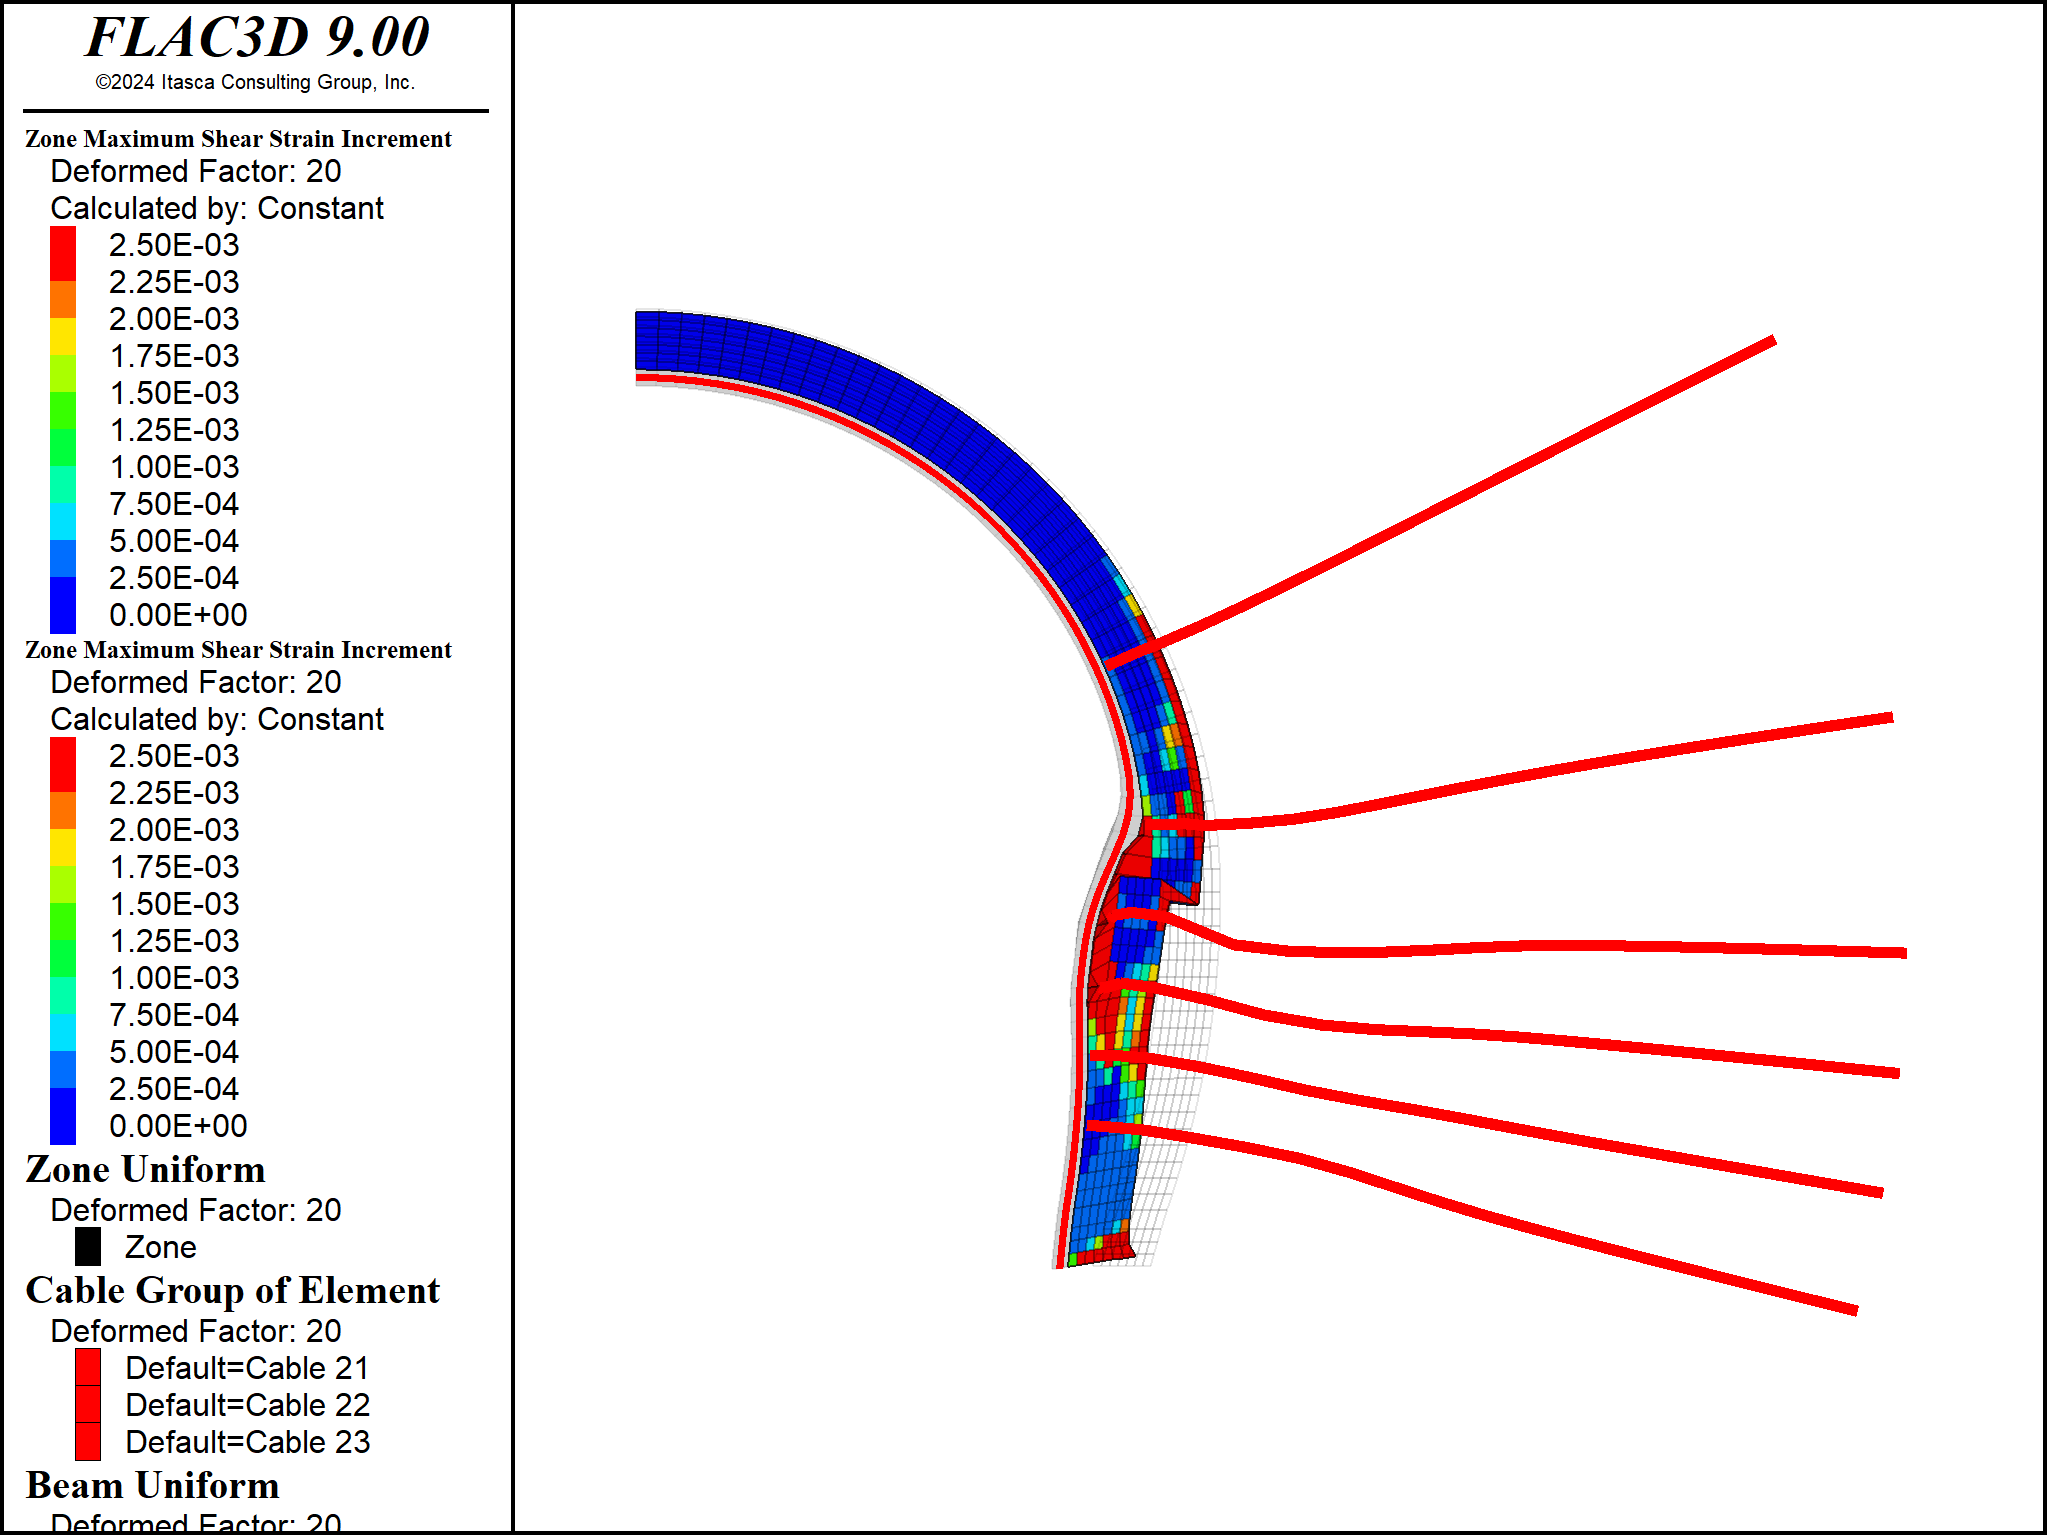 FLAC3D 9.00
©2024 Itasca Consulting Group, Inc.
Zone Maximum Shear Strain Increment
Deformed Factor: 20
Calculated by: Constant
2.50E-03
2.25E-03
2.00E-03
1.75E-03
1.50E-03
1.25E-03
1.00E-03
7.50E-04
5.00E-04
2.50E-04
0.00E+00
Zone Maximum Shear Strain Increment
Deformed Factor: 20
Calculated by: Constant
2.50E-03
2.25E-03
2.00E-03
1.75E-03
1.50E-03
1.25E-03
1.00E-03
7.50E-04
5.00E-04
2.50E-04
0.00E+00
Zone Uniform
Deformed Factor: 20
Zone
Cable Group of Element
Deformed Factor: 20
Default=Cable 21
Default=Cable 22
Default=Cable 23
Beam Uniform
Deformed Factor: 20